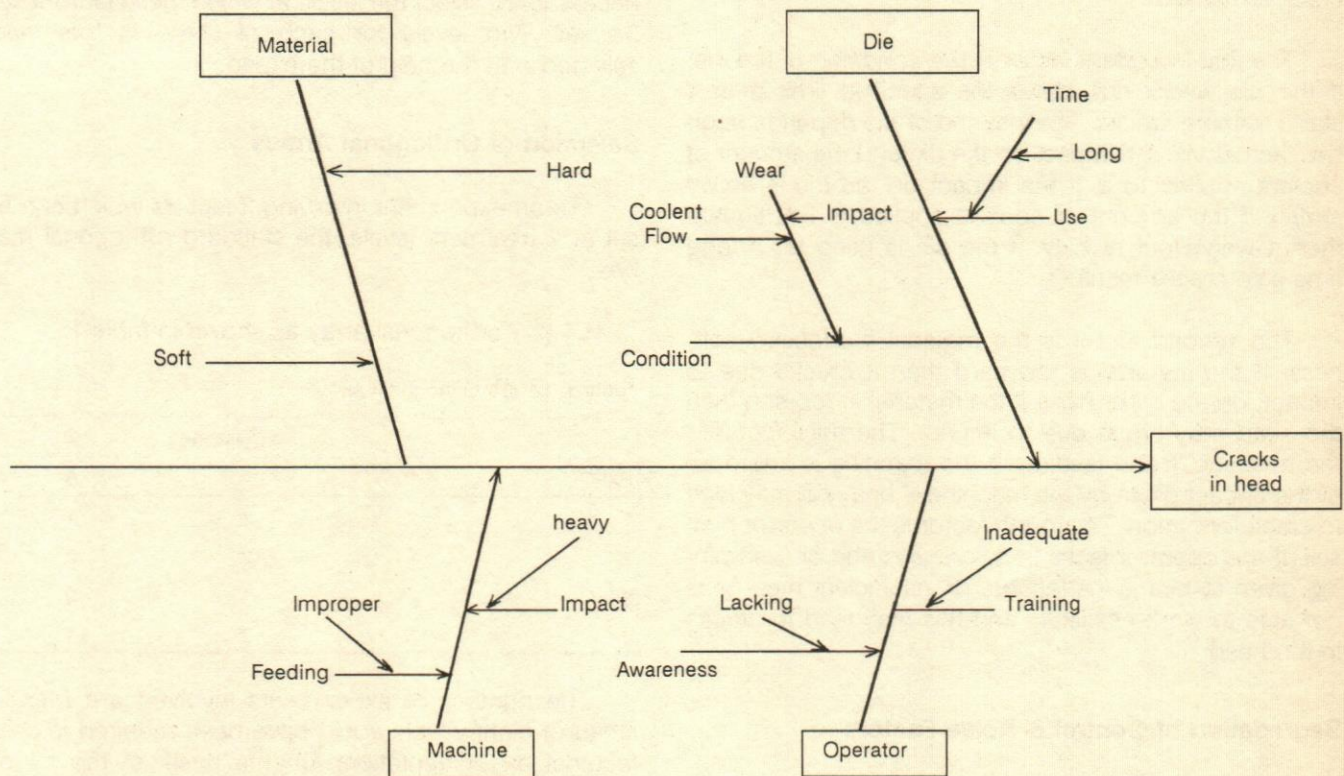 Material
Die
Time
Hard
Wear
Long
Coolent
Flow
Impact
Use
Soft
Condition
Cracks
in head
heavy
Inadequate
Improper
Impact
Lacking
Training
Feeding
Awareness
Machine
Operator